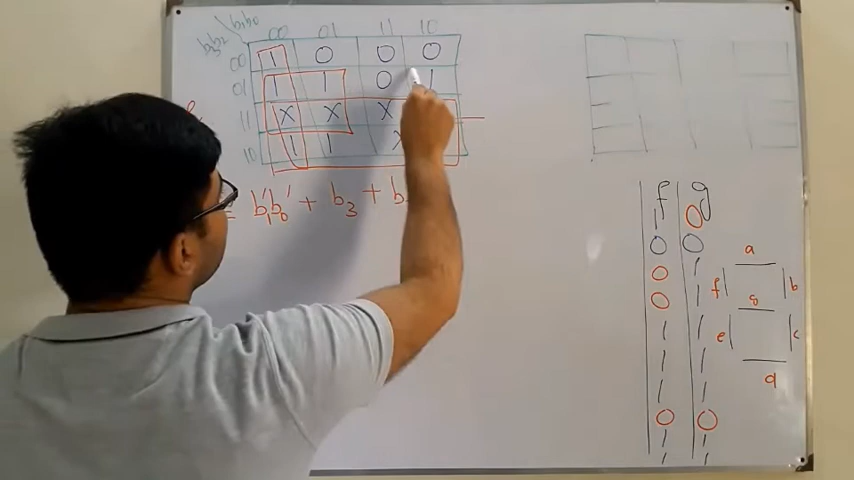 b₁b₀
b₃b₂
00 01 11 10
00 1 0 0 0
01 1 1 0 1
11 X X X
10 1 1 X
= b₁'b₀' + b₃ + b
f g
1 0
0 0
0 1
0 1
1 1
1 1
1 1
0 0
1 1
1 1
a
f b
g
e c
d